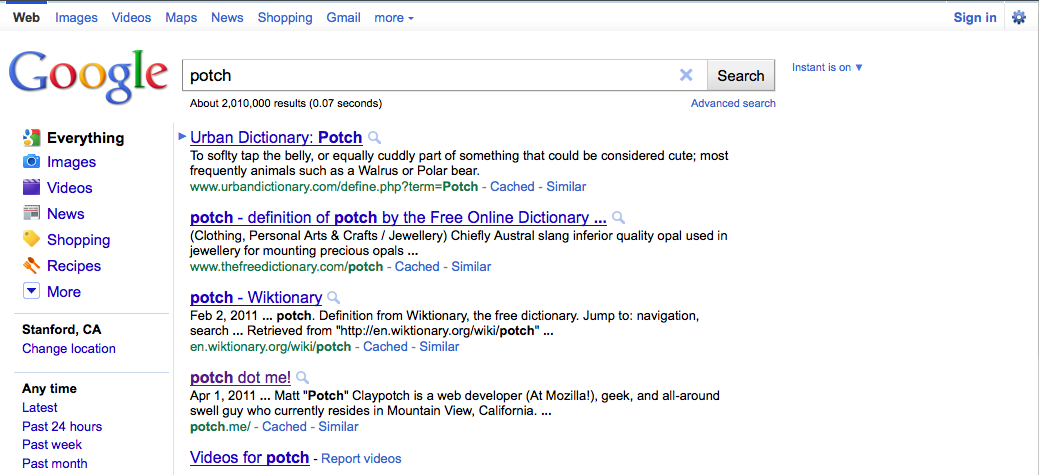 Web Images Videos Maps News Shopping Gmail more Sign in
Google
potch Search Instant is on ▼
About 2,010,000 results (0.07 seconds) Advanced search
Everything
Images
Videos
News
Shopping
Recipes
More
Stanford, CA
Change location
Any time
Latest
Past 24 hours
Past week
Past month
Urban Dictionary: Potch
To soflty tap the belly, or equally cuddly part of something that could be considered cute; most
frequently animals such as a Walrus or Polar bear.
www.urbandictionary.com/define.php?term=Potch - Cached - Similar
potch - definition of potch by the Free Online Dictionary ...
(Clothing, Personal Arts & Crafts / Jewellery) Chiefly Austral slang inferior quality opal used in
jewellery for mounting precious opals ...
www.thefreedictionary.com/potch - Cached - Similar
potch - Wiktionary
Feb 2, 2011 ... potch. Definition from Wiktionary, the free dictionary. Jump to: navigation,
search ... Retrieved from "http://en.wiktionary.org/wiki/potch" ...
en.wiktionary.org/wiki/potch - Cached - Similar
potch dot me!
Apr 1, 2011 ... Matt "Potch" Claypotch is a web developer (At Mozilla!), geek, and all-around
swell guy who currently resides in Mountain View, California. ...
potch.me/ - Cached - Similar
Videos for potch - Report videos